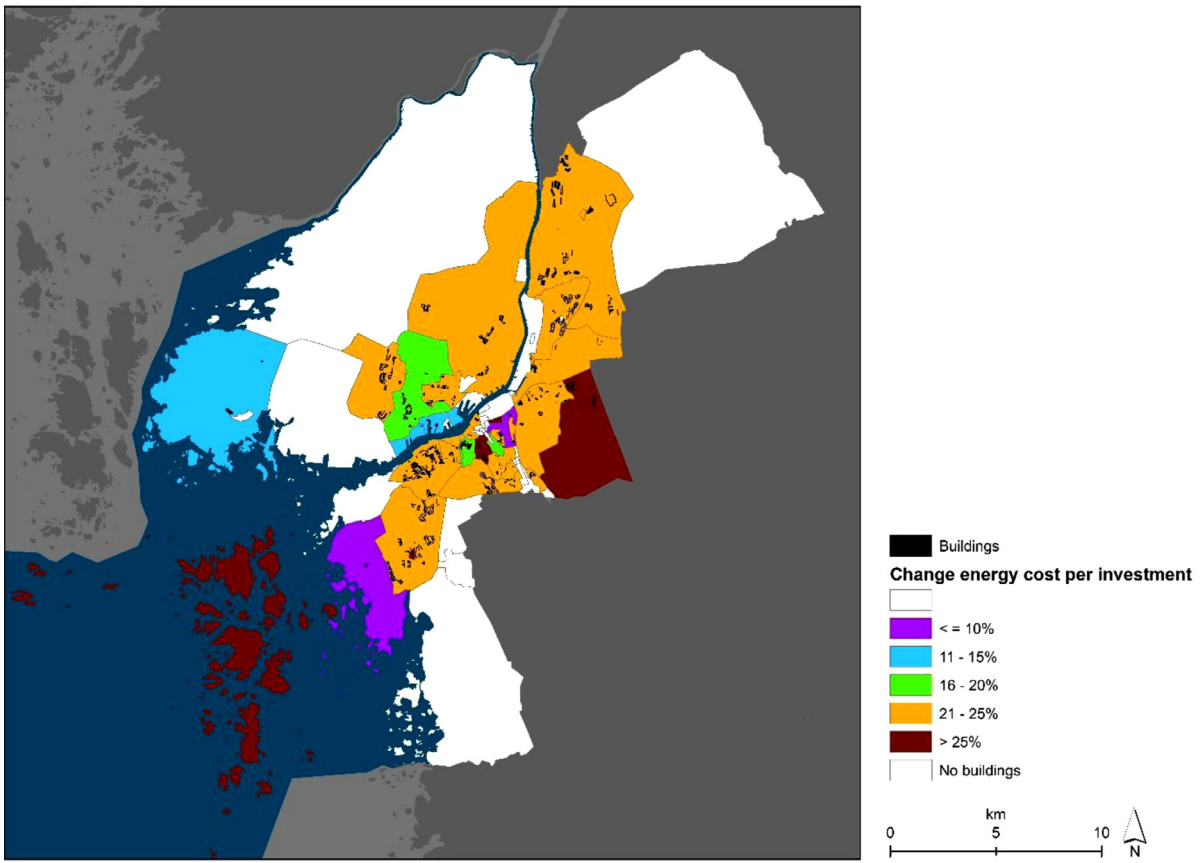 Buildings
Change energy cost per investment
< = 10%
11 - 15%
16 - 20%
21 - 25%
> 25%
No buildings
km
0 5 10
N